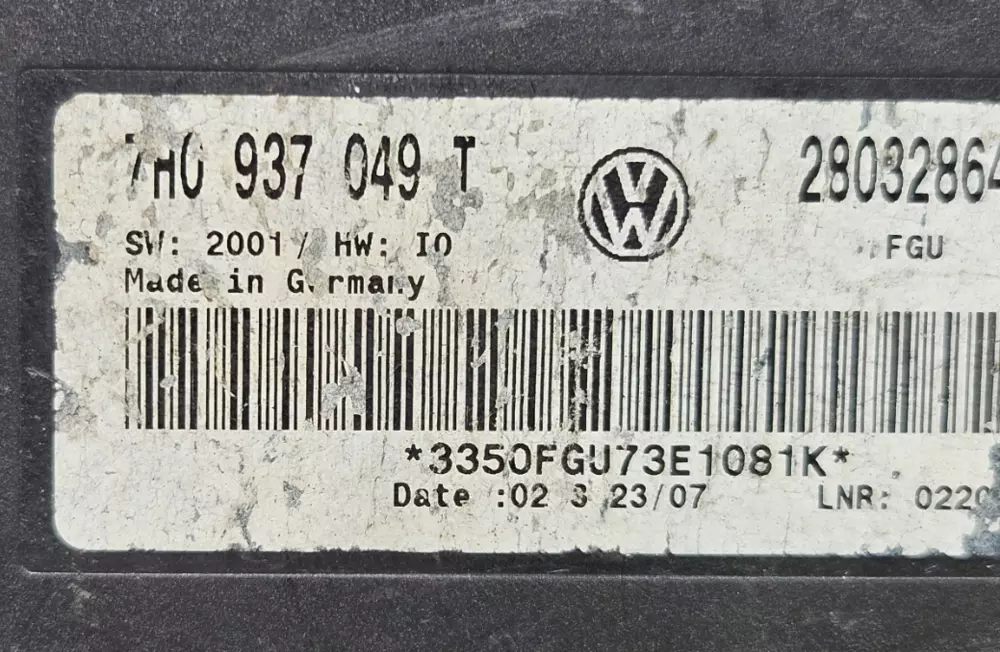 7H0 937 049 T
28032864
SW: 2001/ HW: IO
FGU
Made in Germany
*3350FGU73E1081K*
Date :02 3 23/07
LNR: 0220